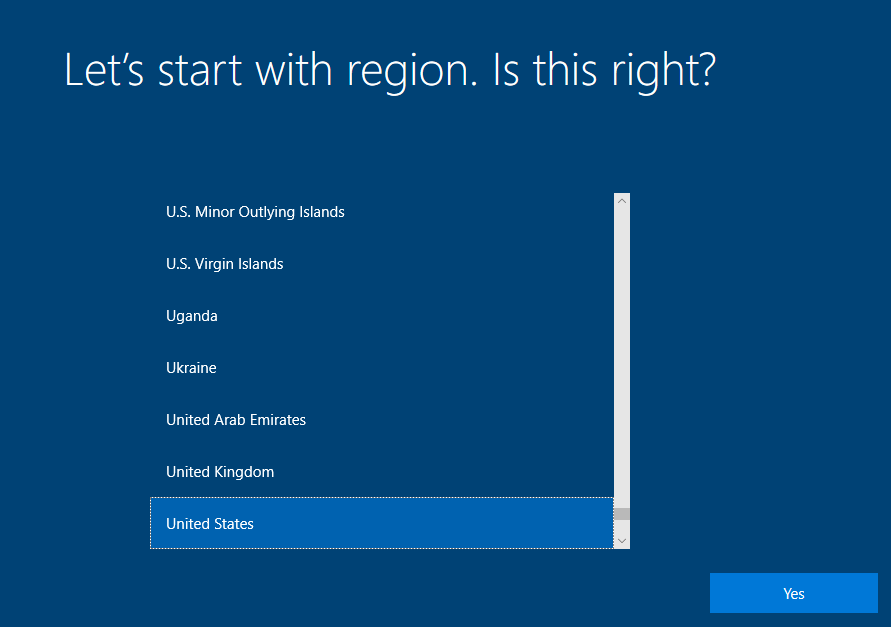 Let’s start with region. Is this right?
U.S. Minor Outlying Islands
U.S. Virgin Islands
Uganda
Ukraine
United Arab Emirates
United Kingdom
United States
Yes